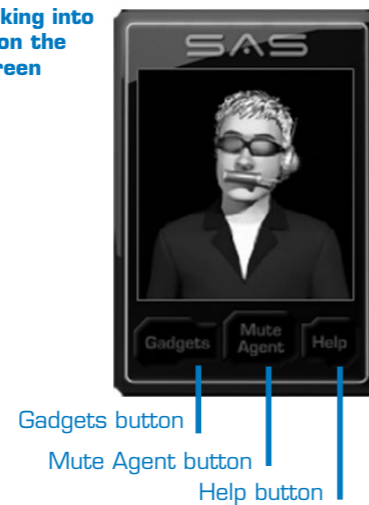 king into
on the
reen
SAS
Gadgets
Mute
Agent
Help
Gadgets button
Mute Agent button
Help button